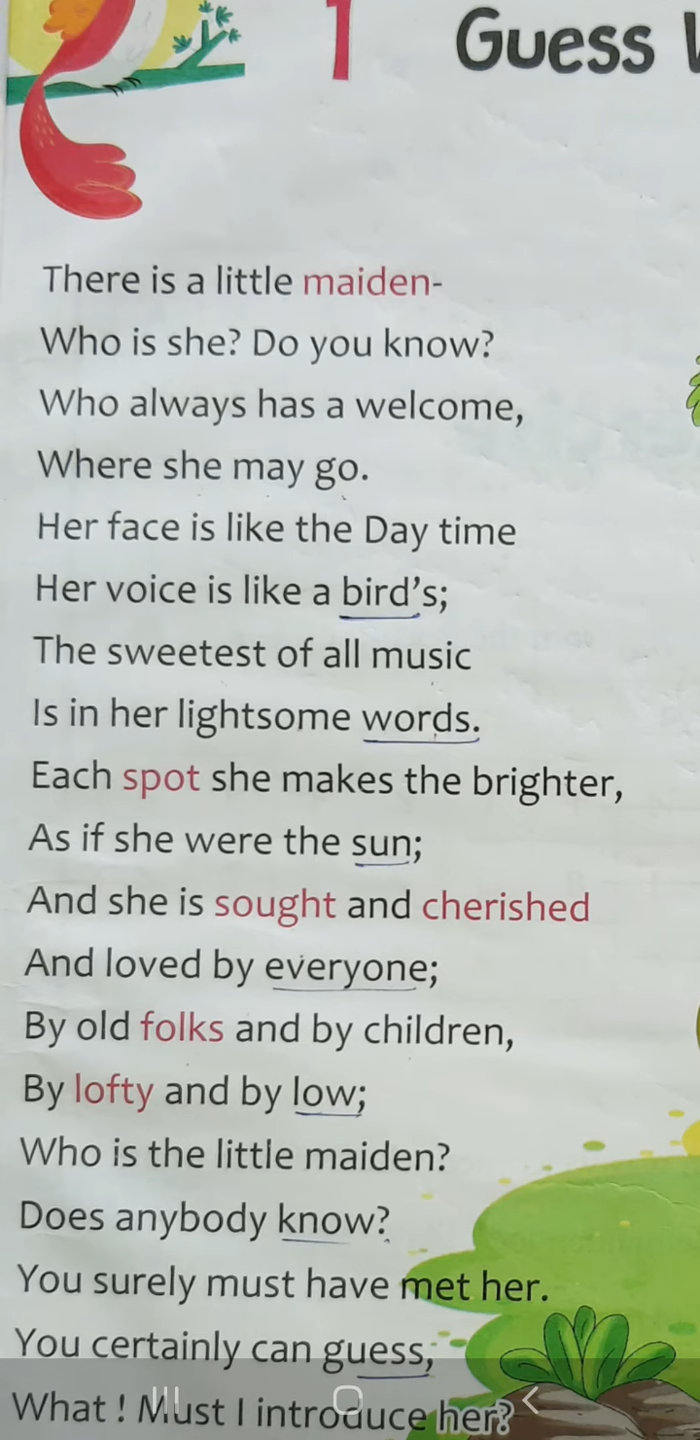 1 Guess
There is a little maiden-
Who is she? Do you know?
Who always has a welcome,
Where she may go.
Her face is like the Day time
Her voice is like a bird's;
The sweetest of all music
Is in her lightsome words.
Each spot she makes the brighter,
As if she were the sun;
And she is sought and cherished
And loved by everyone;
By old folks and by children,
By lofty and by low;
Who is the little maiden?
Does anybody know?
You surely must have met her.
You certainly can guess,
What ! Must I introduce her?